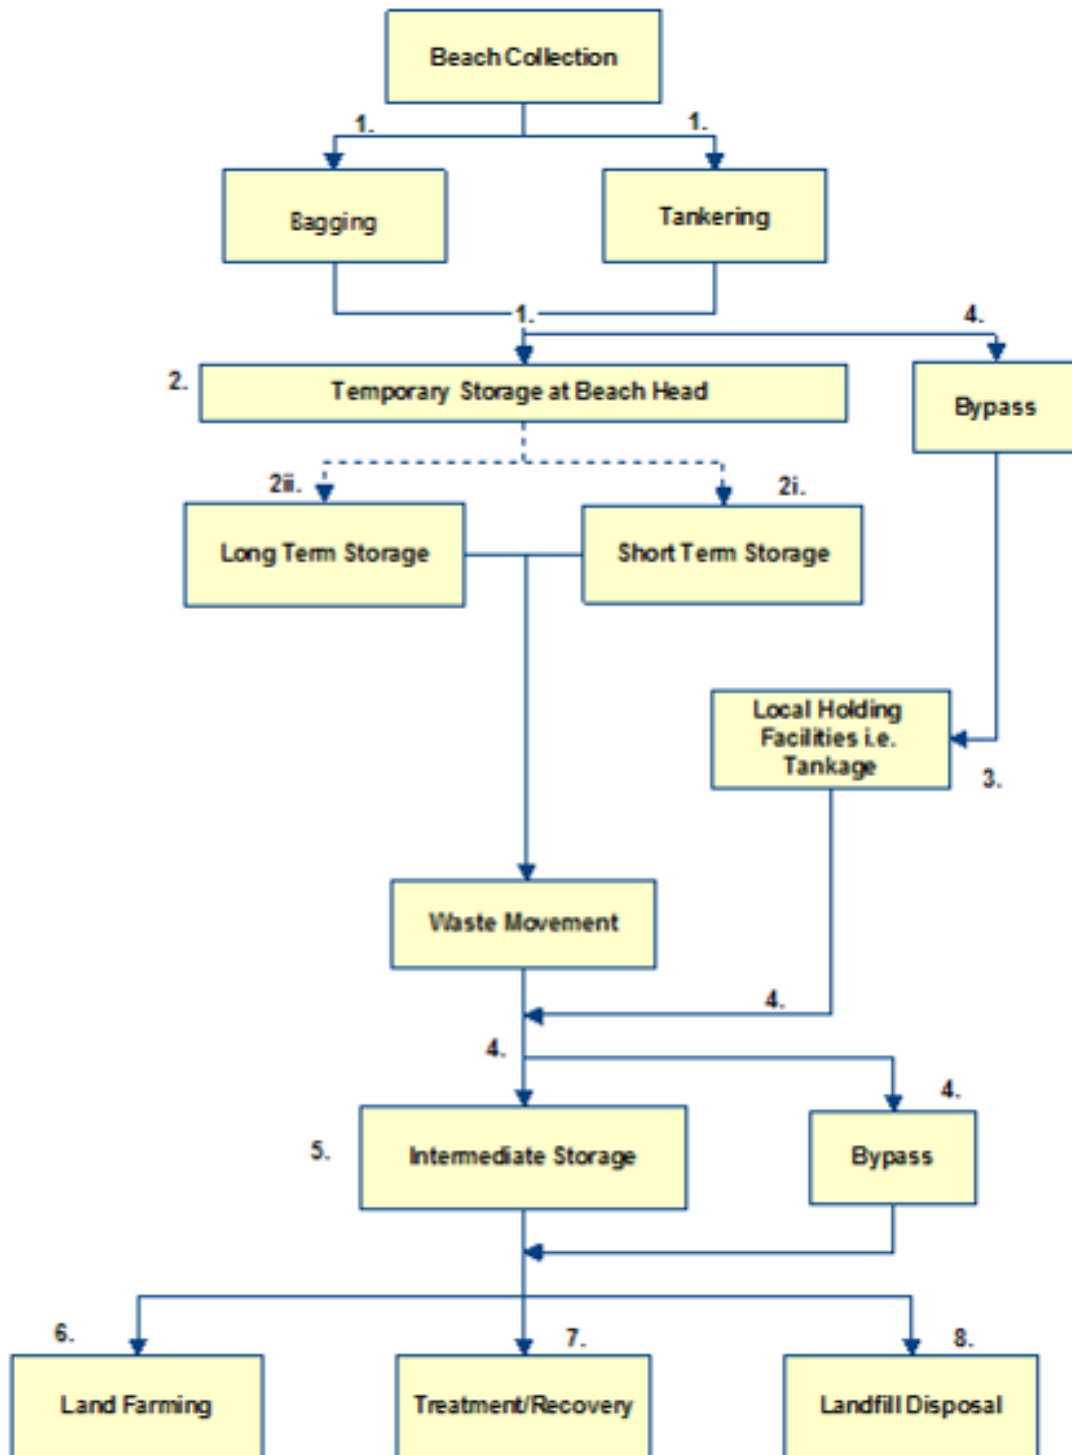 Beach Collection
1.
1.
Bagging
Tankering
1.
4.
2.
Temporary Storage at Beach Head
Bypass
2ii.
2i.
Long Term Storage
Short Term Storage
Local Holding
Facilities i.e.
Tankage
3.
Waste Movement
4.
4.
4.
5.
Intermediate Storage
Bypass
6.
7.
8.
Land Farming
Treatment/Recovery
Landfill Disposal